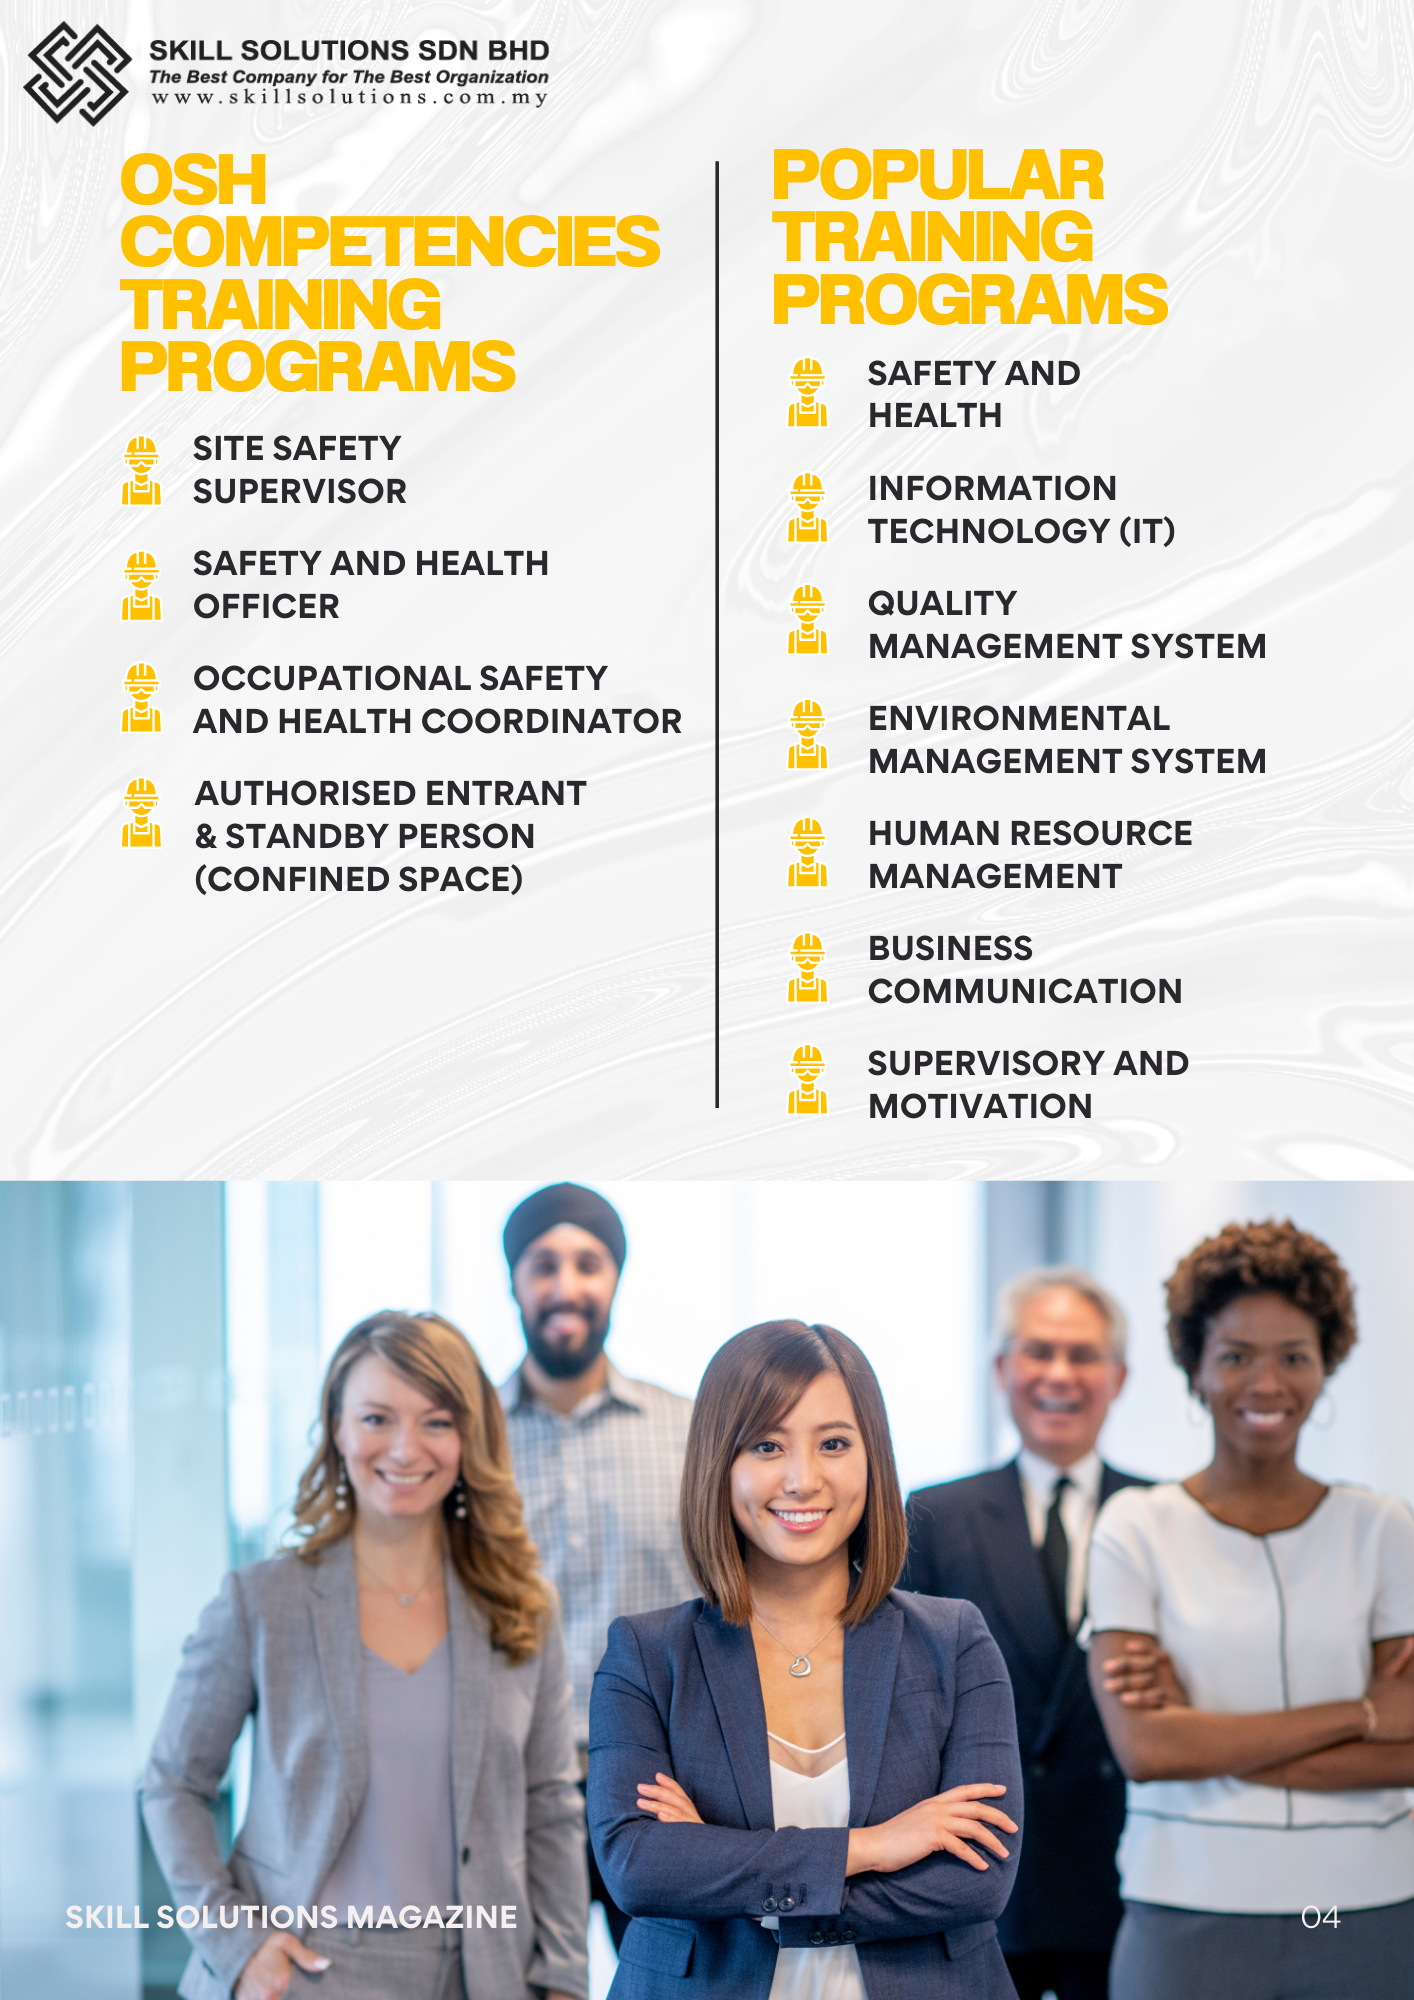 SKILL SOLUTIONS SDN BHD
The Best Company for The Best Organization
www.skillsolutions.com.my
OSH
COMPETENCIES
TRAINING
PROGRAMS
SITE SAFETY
SUPERVISOR
SAFETY AND HEALTH
OFFICER
OCCUPATIONAL SAFETY
AND HEALTH COORDINATOR
AUTHORISED ENTRANT
& STANDBY PERSON
(CONFINED SPACE)
POPULAR
TRAINING
PROGRAMS
SAFETY AND
HEALTH
INFORMATION
TECHNOLOGY (IT)
QUALITY
MANAGEMENT SYSTEM
ENVIRONMENTAL
MANAGEMENT SYSTEM
HUMAN RESOURCE
MANAGEMENT
BUSINESS
COMMUNICATION
SUPERVISORY AND
MOTIVATION
SKILL SOLUTIONS MAGAZINE
04